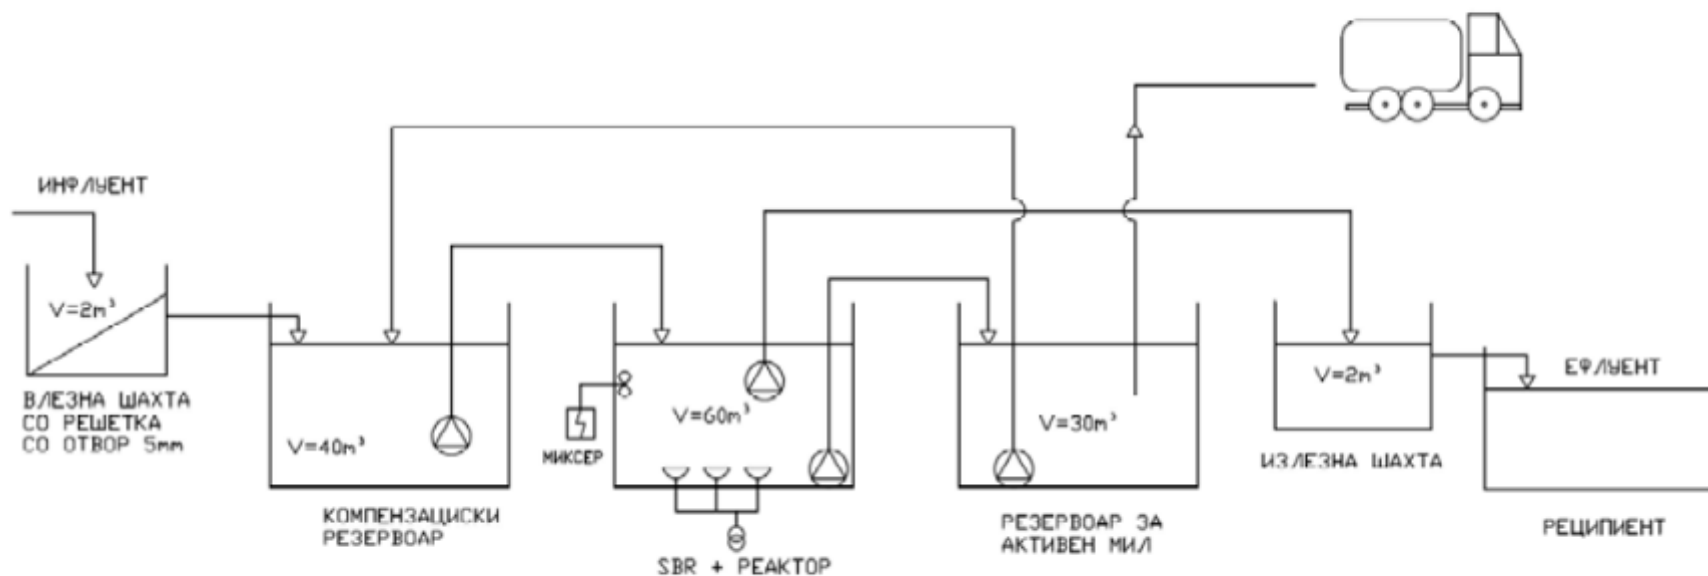 ИНФЛУЕНТ
V=2m³
ВЛЕЗНА ШАХТА
СО РЕШЕТКА
СО ОТВОР 5mm
V=40m³
КОМПЕНЗАЦИСКИ
РЕЗЕРВОАР
МИКСЕР
V=60m³
SBR + РЕАКТОР
V=30m³
РЕЗЕРВОАР ЗА
АКТИВЕН МИЛ
V=2m³
ИЗЛЕЗНА ШАХТА
ЕФЛУЕНТ
РЕЦИПИЕНТ